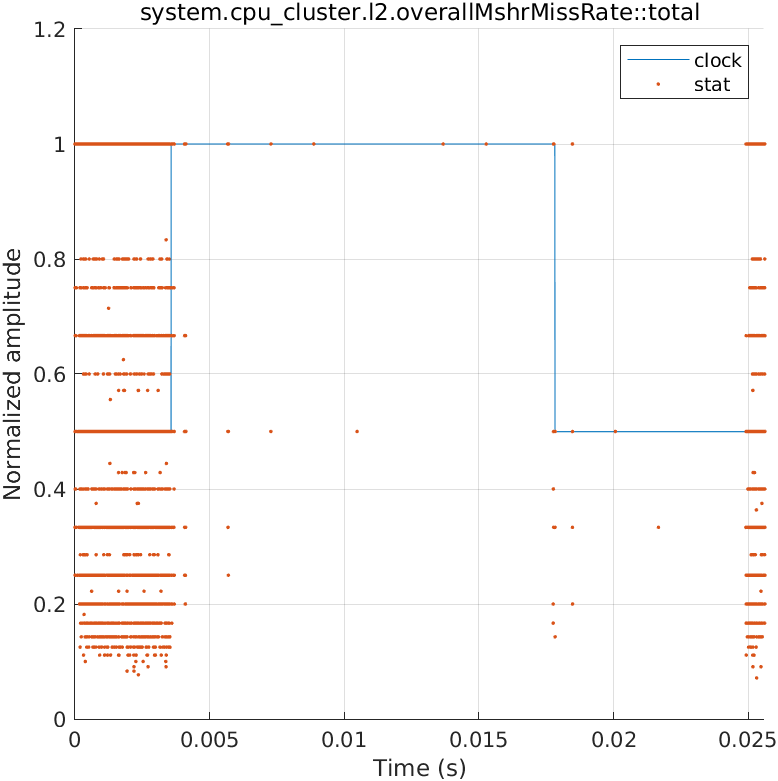 system.cpu_cluster.l2.overallMshrMissRate::total
clock
stat
Normalized amplitude
1.2
1
0.8
0.6
0.4
0.2
0
0 0.005 0.01 0.015 0.02 0.025
Time (s)